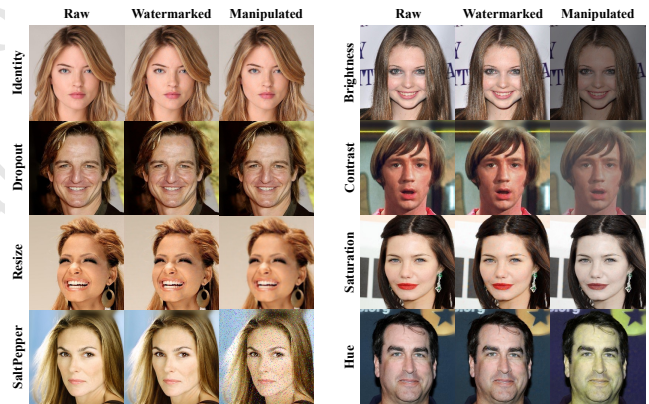 Raw Watermarked Manipulated
Identity
Dropout
Resize
SaltPepper
Raw Watermarked Manipulated
Brightness
Contrast
Saturation
Hue